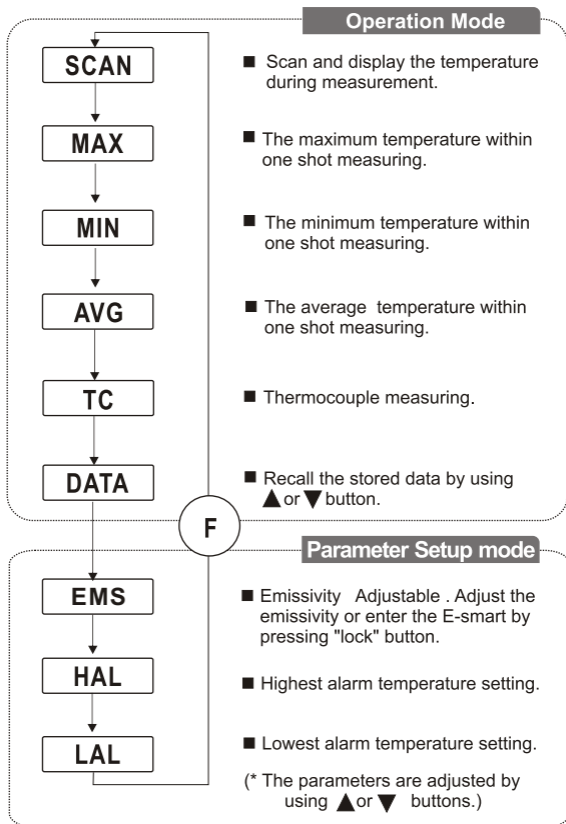 Operation Mode
SCAN
■ Scan and display the temperature
during measurement.
MAX
■ The maximum temperature within
one shot measuring.
MIN
■ The minimum temperature within
one shot measuring.
AVG
■ The average temperature within
one shot measuring.
TC
■ Thermocouple measuring.
DATA
■ Recall the stored data by using
▲ or ▼ button.
F
Parameter Setup mode
EMS
■ Emissivity Adjustable . Adjust the
emissivity or enter the E-smart by
pressing "lock" button.
HAL
■ Highest alarm temperature setting.
LAL
■ Lowest alarm temperature setting.
(* The parameters are adjusted by
using ▲ or ▼ buttons.)